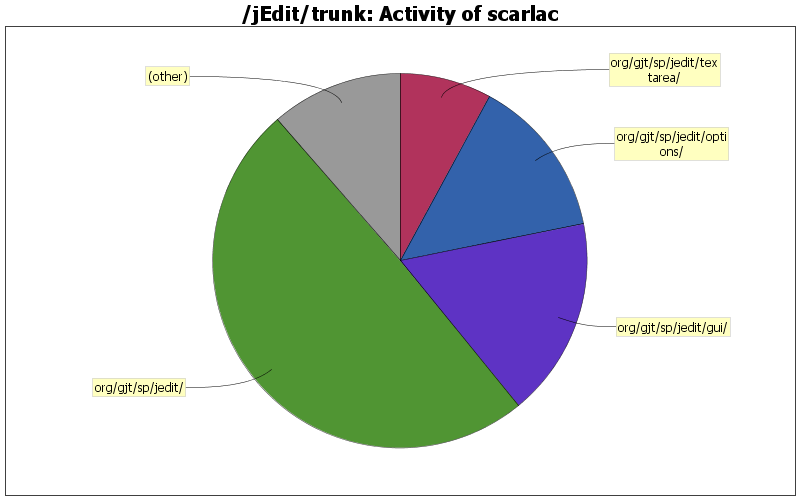 /jEdit/trunk: Activity of scarlac
(other)
org/gjt/sp/jedit/tex
tarea/
org/gjt/sp/jedit/opti
ons/
org/gjt/sp/jedit/gui/
org/gjt/sp/jedit/